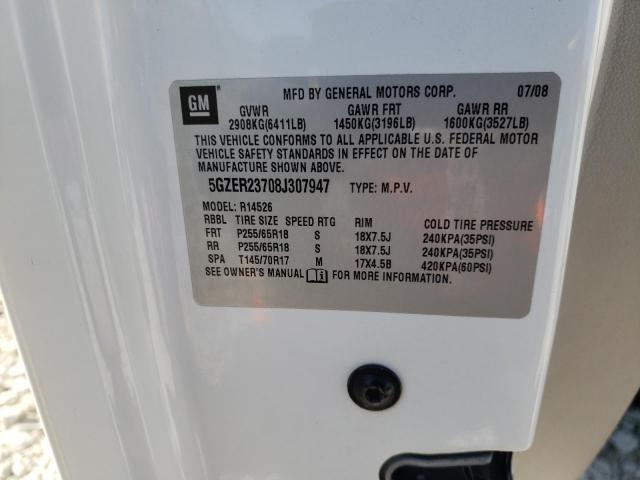 GM
MFD BY GENERAL MOTORS CORP. 07/08
GVWR GAWR FRT GAWR RR
2908KG(6411LB) 1450KG(3196LB) 1600KG(3527LB)
THIS VEHICLE CONFORMS TO ALL APPLICABLE U.S. FEDERAL MOTOR
VEHICLE SAFETY STANDARDS IN EFFECT ON THE DATE OF
MANUFACTURE SHOWN ABOVE.
5GZER23708J307947 TYPE: M.P.V.
MODEL: R14526
RBBL TIRE SIZE SPEED RTG RIM COLD TIRE PRESSURE
FRT P255/65R18 S 18X7.5J 240KPA(35PSI)
RR P255/65R18 S 18X7.5J 240KPA(35PSI)
SPA T145/70R17 M 17X4.5B 420KPA(60PSI)
SEE OWNER'S MANUAL FOR MORE INFORMATION.